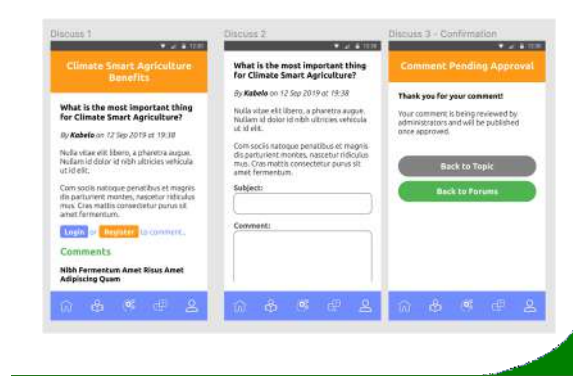 Discuss 1
12:30
Climate Smart Agriculture
Benefits
What is the most important thing
for Climate Smart Agriculture?
By Kabelo on 12 Sep 2019 at 19:38
Nulla vitae elit libero, a pharetra augue.
Nullam id dolor id nibh ultricies vehicula
ut id elit.
Cum sociis natoque penatibus et magnis
dis parturient montes, nascetur ridiculus
mus. Cras mattis consectetur purus sit
amet fermentum.
Login or Register to comment..
Comments
Nibh Fermentum Amet Risus Amet
Adipiscing Quam
Discuss 2
12:30
What is the most important thing
for Climate Smart Agriculture?
By Kabelo on 12 Sep 2019 at 19:38
Nulla vitae elit libero, a pharetra augue.
Nullam id dolor id nibh ultricies vehicula
ut id elit.
Cum sociis natoque penatibus et magnis
dis parturient montes, nascetur ridiculus
mus. Cras mattis consectetur purus sit
amet fermentum.
Subject:
Comment:
Discuss 3 - Confirmation
12:30
Comment Pending Approval
Thank you for your comment!
Your comment is being reviewed by
administrators and will be published
once approved.
Back to Topic
Back to Forums